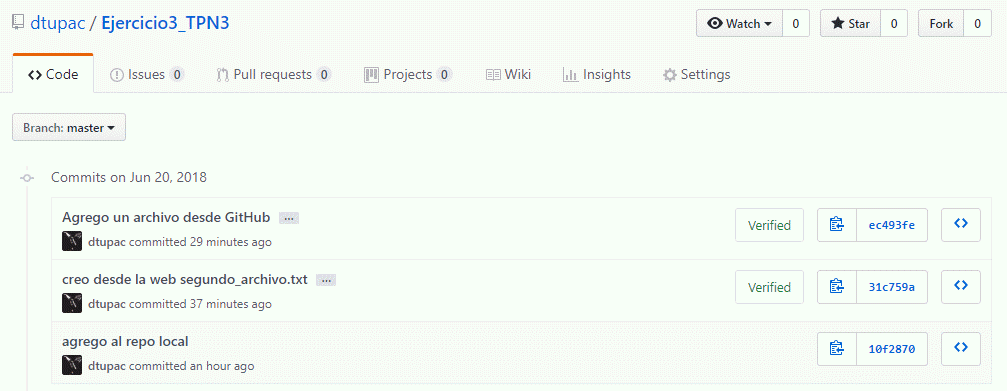 dtupac / Ejercicio3_TPN3
Watch 0 Star 0 Fork 0
Code Issues 0 Pull requests 0 Projects 0 Wiki Insights Settings
Branch: master
Commits on Jun 20, 2018
Agrego un archivo desde GitHub ...
dtupac committed 29 minutes ago
Verified ec493fe
creo desde la web segundo_archivo.txt ...
dtupac committed 37 minutes ago
Verified 31c759a
agrego al repo local
dtupac committed an hour ago
10f2870